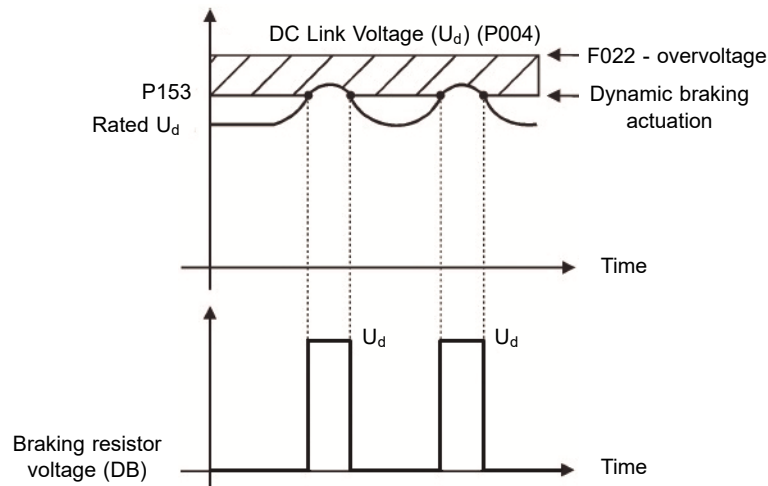 DC Link Voltage (Ud) (P004)
F022 - overvoltage
P153
Dynamic braking
actuation
Rated Ud
Time
Ud
Ud
Braking resistor
voltage (DB)
Time